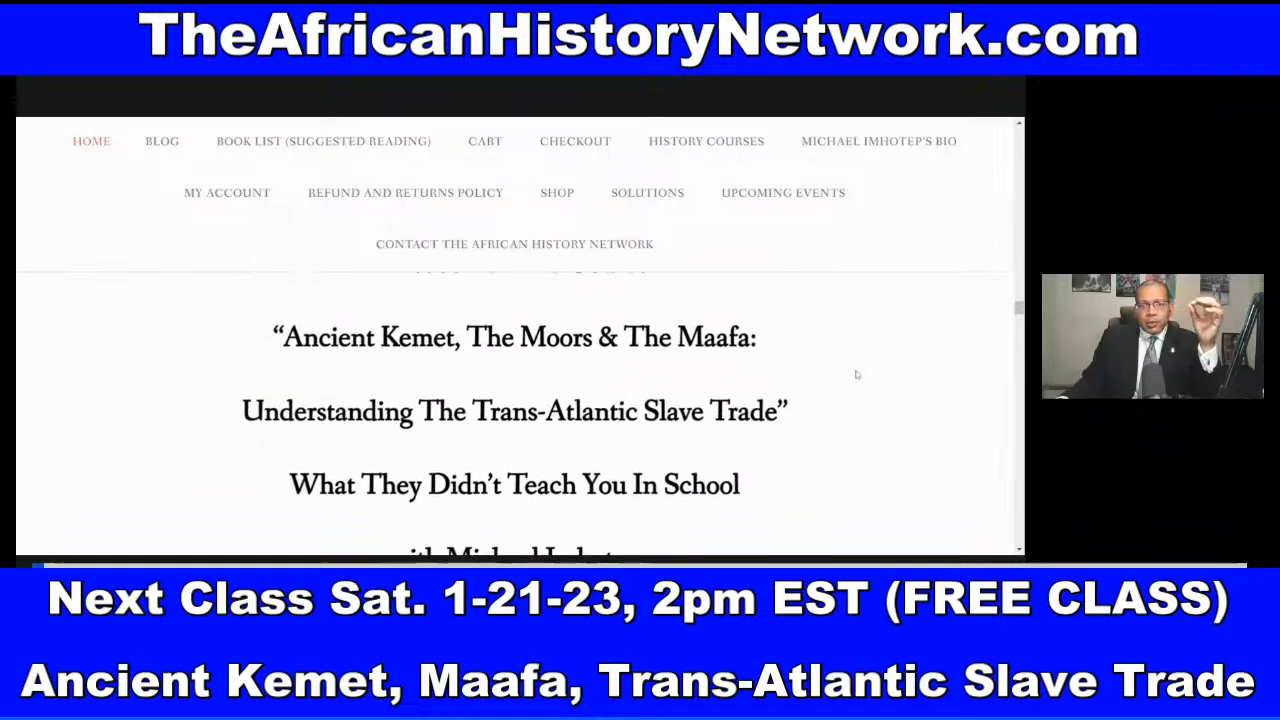 TheAfricanHistoryNetwork.com
HOME BLOG BOOK LIST (SUGGESTED READING) CART CHECKOUT HISTORY COURSES MICHAEL IMHOTEP'S BIO
MY ACCOUNT REFUND AND RETURNS POLICY SHOP SOLUTIONS UPCOMING EVENTS
CONTACT THE AFRICAN HISTORY NETWORK
“Ancient Kemet, The Moors & The Maafa:
Understanding The Trans-Atlantic Slave Trade”
What They Didn’t Teach You In School
Next Class Sat. 1-21-23, 2pm EST (FREE CLASS)
Ancient Kemet, Maafa, Trans-Atlantic Slave Trade